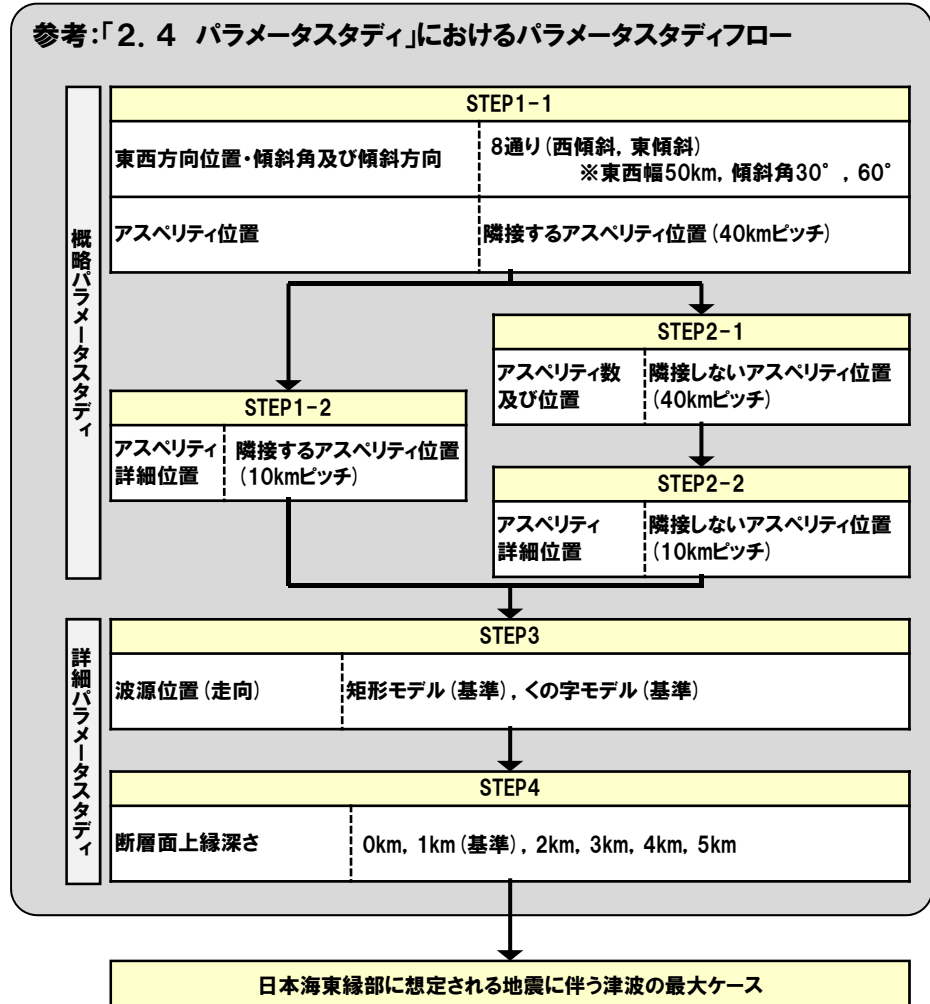 参考:「2.4 パラメータスタディ」におけるパラメータスタディフロー
概略パラメータスタディ
STEP1-1
東西方向位置・傾斜角及び傾斜方向
8通り(西傾斜, 東傾斜)
※東西幅50km, 傾斜角30°, 60°
アスペリティ位置
隣接するアスペリティ位置(40kmピッチ)
STEP1-2
アスペリティ
詳細位置
隣接するアスペリティ位置
(10kmピッチ)
STEP2-1
アスペリティ数
及び位置
隣接しないアスペリティ位置
(40kmピッチ)
STEP2-2
アスペリティ
詳細位置
隣接しないアスペリティ位置
(10kmピッチ)
詳細パラメータスタディ
STEP3
波源位置(走向)
矩形モデル(基準), くの字モデル(基準)
STEP4
断層面上縁深さ
0km, 1km(基準), 2km, 3km, 4km, 5km
日本海東縁部に想定される地震に伴う津波の最大ケース